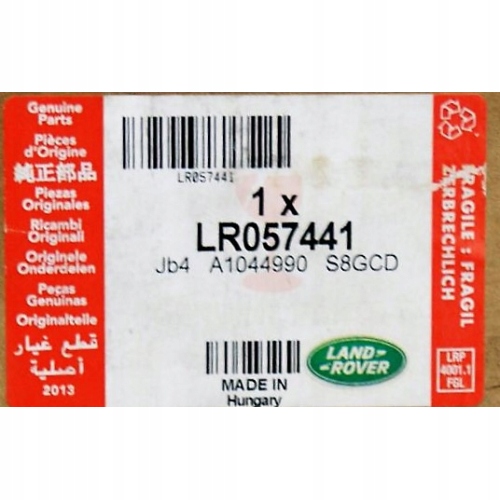 Genuine
Parts
Pièces
d'Origine
純正部品
Piezas
Originales
Ricambi
Originali
Originele
Onderdelen
Peças
Genuinas
Originalteile
قطع غيار
أصلية
2013
LR057441
1 x
LR057441
Jb4 A1044990 S8GCD
MADE IN
Hungary
LAND
ROVER
FRAGILE : FRAGIL
ZERBRECHLICH
LRP
4001.1
FGL